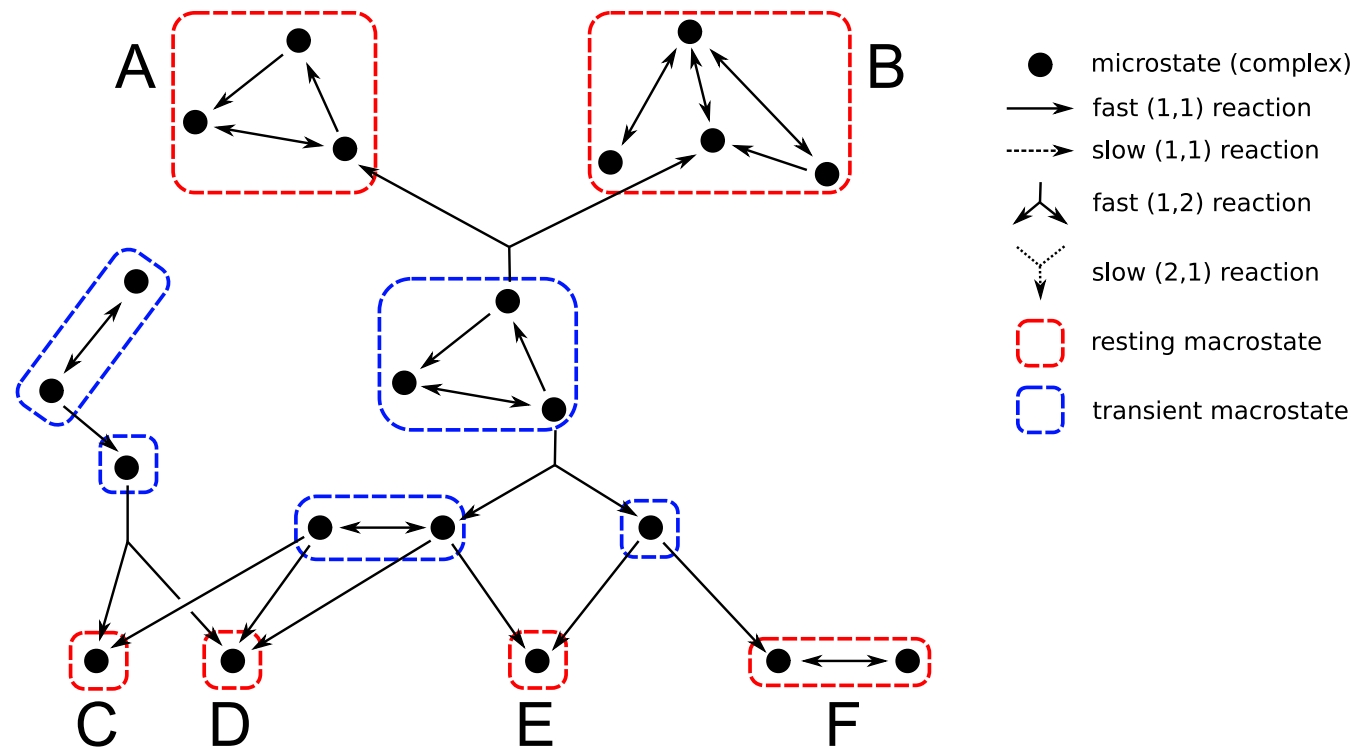 A
B
microstate (complex)
fast (1,1) reaction
slow (1,1) reaction
fast (1,2) reaction
slow (2,1) reaction
resting macrostate
transient macrostate
C
D
E
F